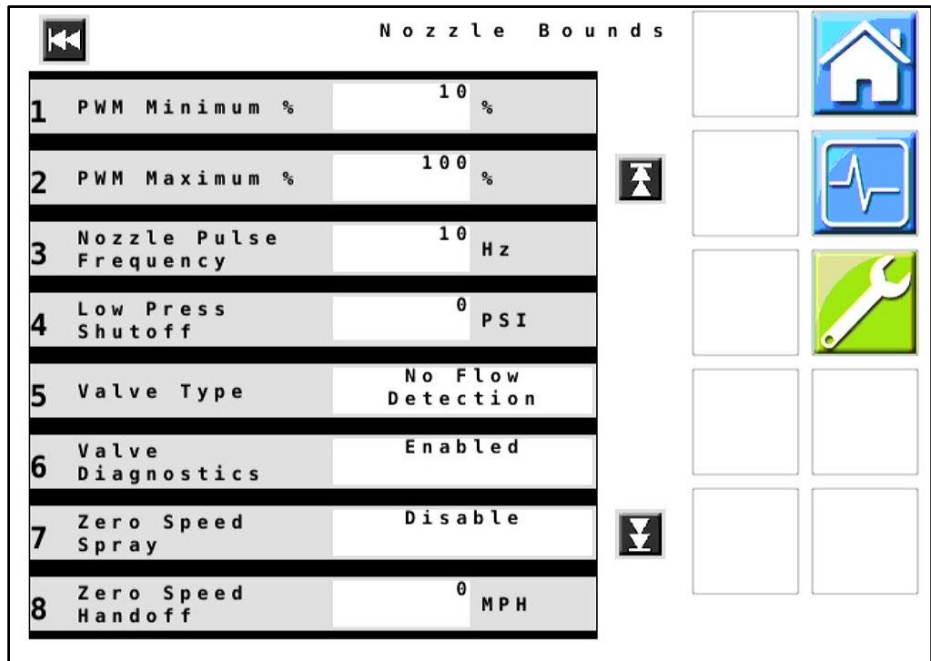 Nozzle Bounds
1 PWM Minimum % 10 %
2 PWM Maximum % 100 %
3 Nozzle Pulse Frequency 10 Hz
4 Low Press Shutoff 0 PSI
5 Valve Type No Flow Detection
6 Valve Diagnostics Enabled
7 Zero Speed Spray Disable
8 Zero Speed Handoff 0 MPH